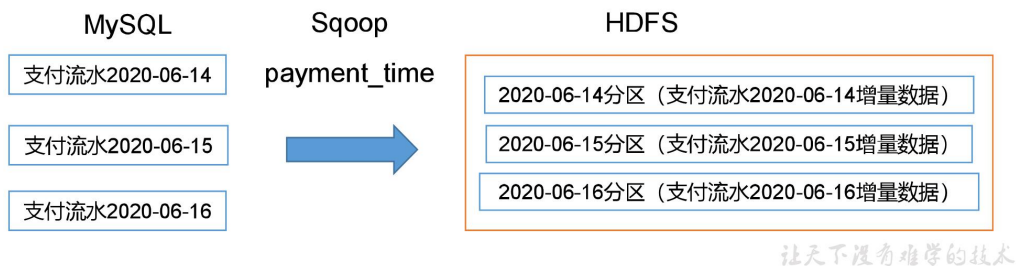 MySQL
Sqoop
HDFS
支付流水2020-06-14
支付流水2020-06-15
支付流水2020-06-16
payment_time
2020-06-14分区（支付流水2020-06-14增量数据）
2020-06-15分区（支付流水2020-06-15增量数据）
2020-06-16分区（支付流水2020-06-16增量数据）
让天下没有难学的技术